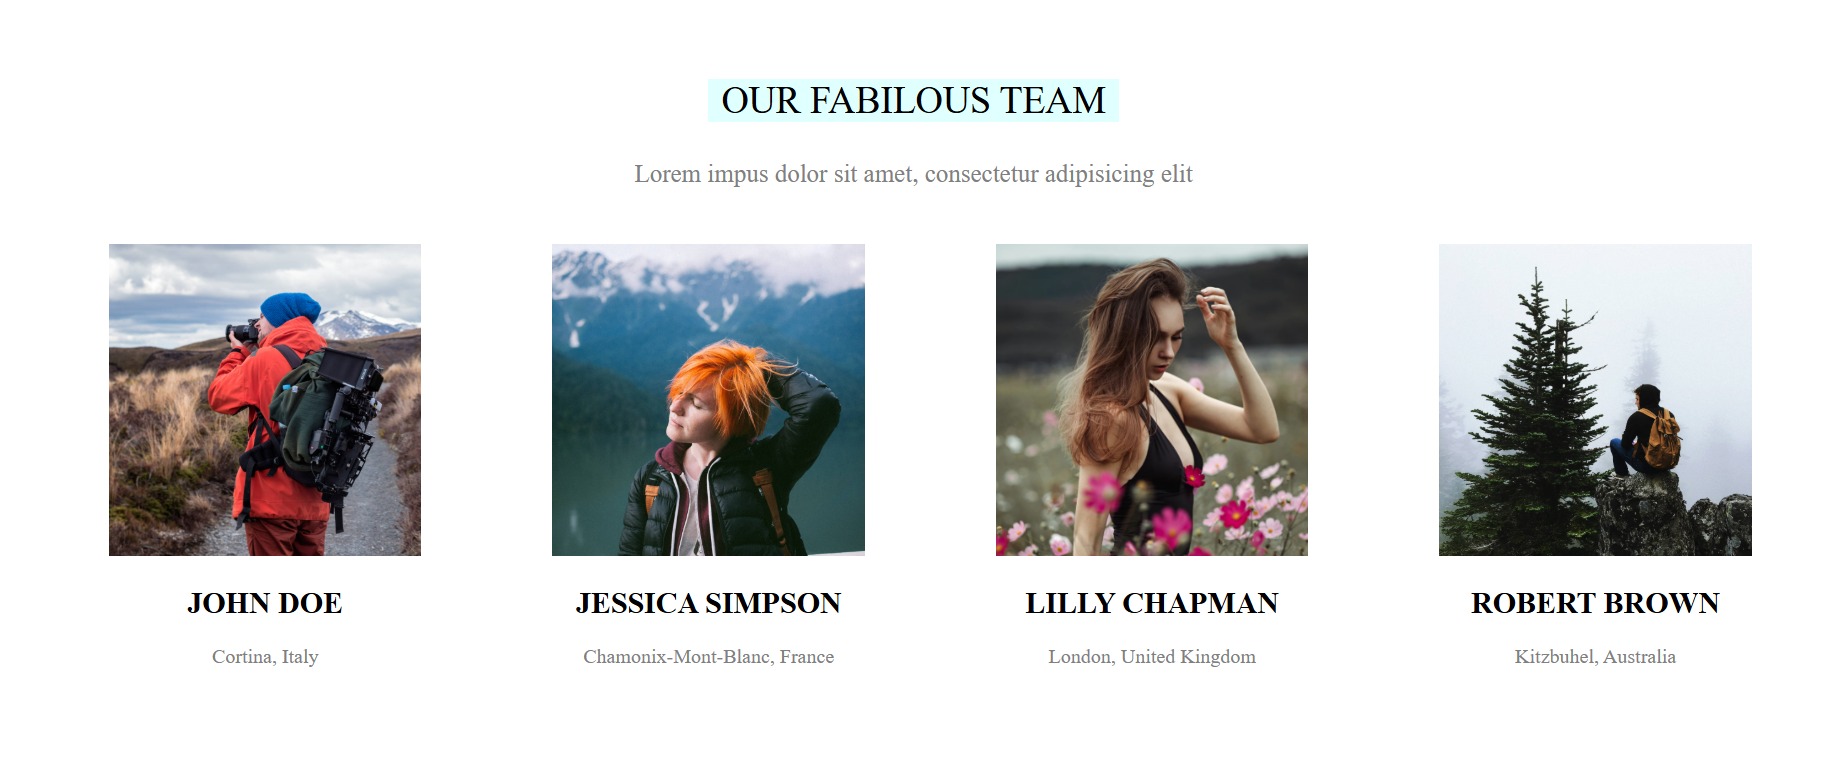 OUR FABILOUS TEAM
Lorem impus dolor sit amet, consectetur adipisicing elit
JOHN DOE
JESSICA SIMPSON
LILLY CHAPMAN
ROBERT BROWN
Cortina, Italy
Chamonix-Mont-Blanc, France
London, United Kingdom
Kitzbuhel, Australia